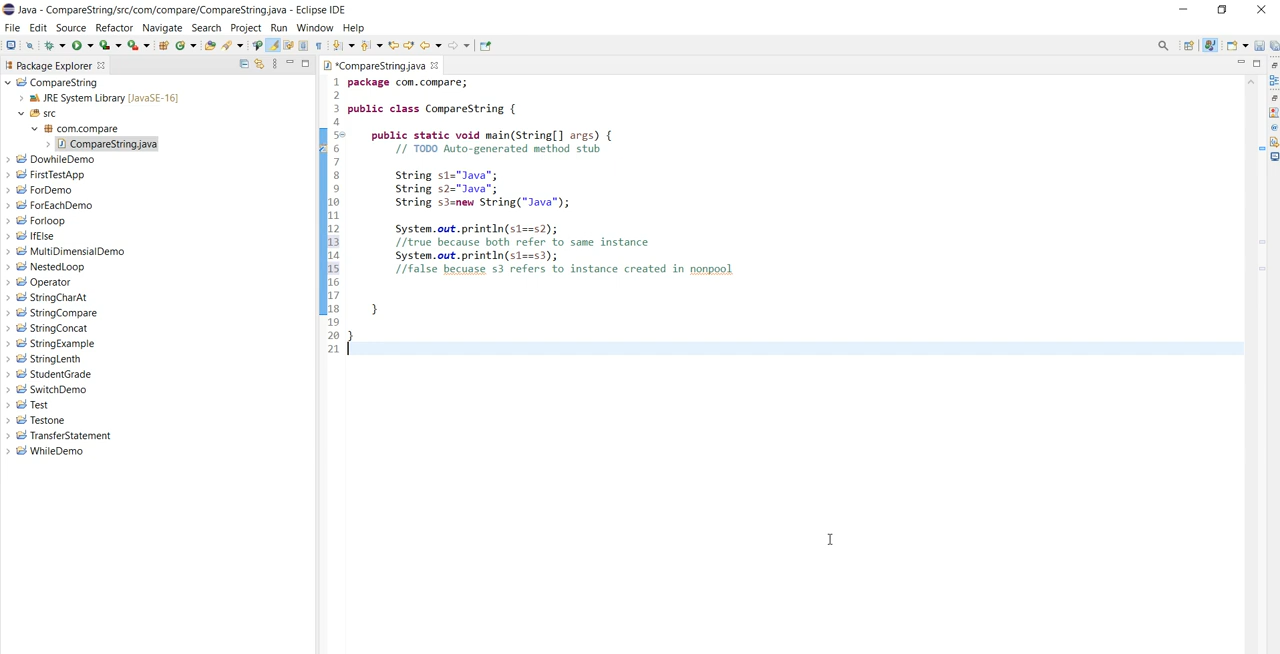 Java - CompareString/src/com/compare/CompareString.java - Eclipse IDE
File Edit Source Refactor Navigate Search Project Run Window Help
Package Explorer
CompareString
JRE System Library [JavaSE-16]
src
com.compare
CompareString.java
DowhileDemo
FirstTestApp
ForDemo
ForEachDemo
Forloop
IfElse
MultiDimensialDemo
NestedLoop
Operator
StringCharAt
StringCompare
StringConcat
StringExample
StringLenth
StudentGrade
SwitchDemo
Test
Testone
TransferStatement
WhileDemo
*CompareString.java
1 package com.compare;
2
3 public class CompareString {
4
5 public static void main(String[] args) {
6 // TODO Auto-generated method stub
7
8 String s1="Java";
9 String s2="Java";
10 String s3=new String("Java");
11
12 System.out.println(s1==s2);
13 //true because both refer to same instance
14 System.out.println(s1==s3);
15 //false becuase s3 refers to instance created in nonpool
16
17
18 }
19
20 }
21